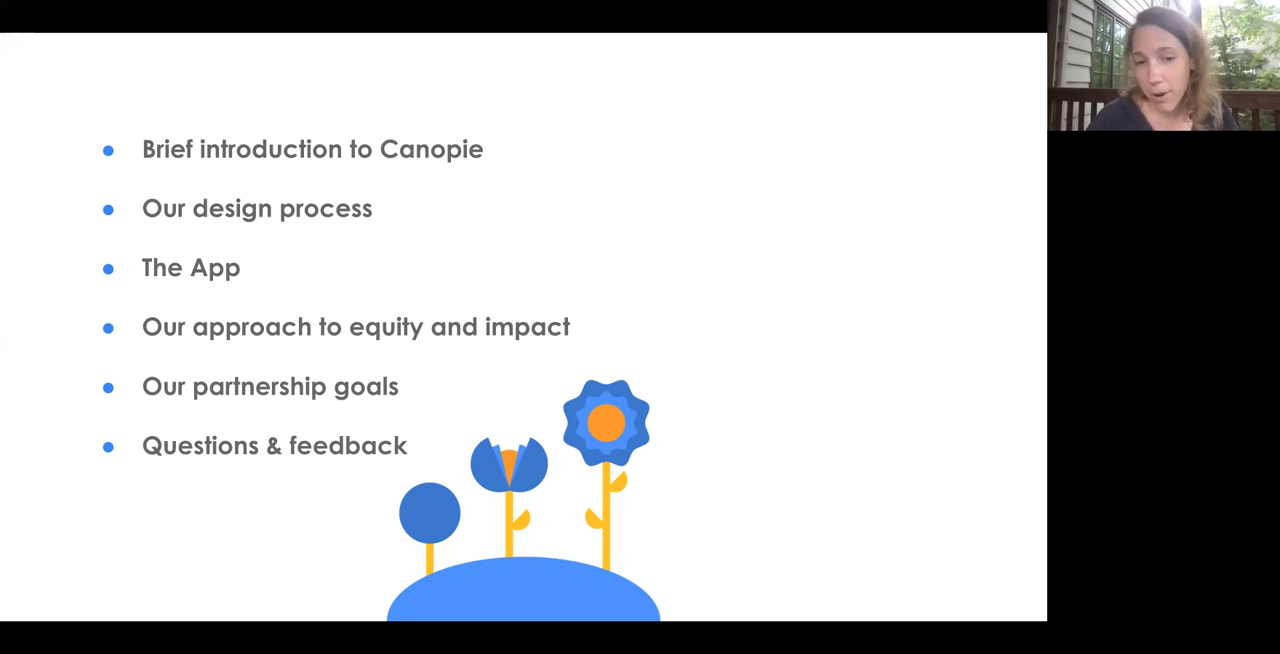 Brief introduction to Canopie
Our design process
The App
Our approach to equity and impact
Our partnership goals
Questions & feedback